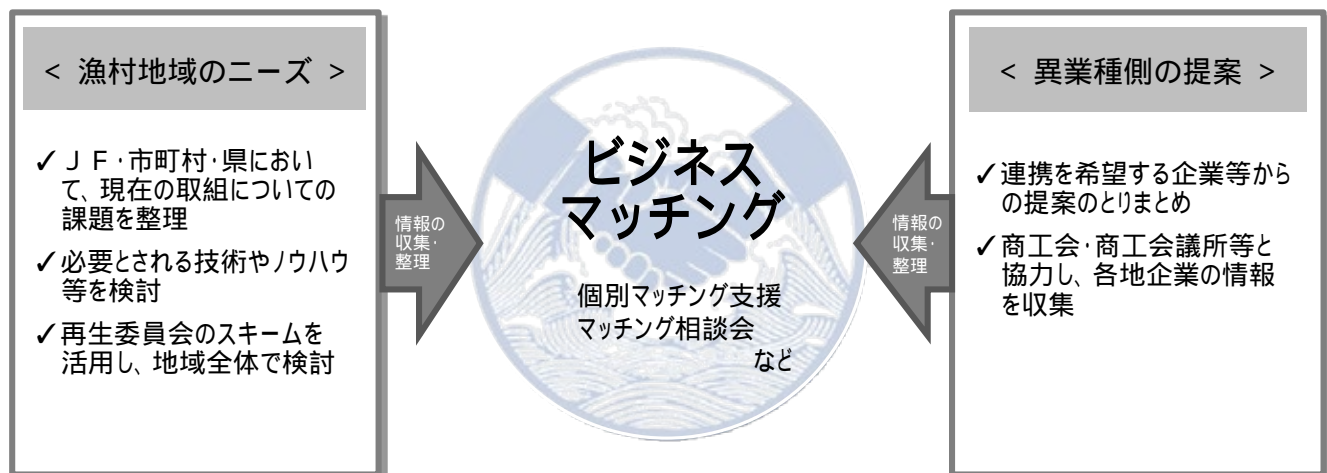 < 漁村地域のニーズ >
✓ＪＦ・市町村・県におい
て、現在の取組についての
課題を整理
✓必要とされる技術やノウハウ
等を検討
✓再生委員会のスキームを
活用し、地域全体で検討
情報の
収集・
整理
ビジネス
マッチング
個別マッチング支援
マッチング相談会
など
情報の
収集・
整理
< 異業種側の提案 >
✓連携を希望する企業等から
の提案のとりまとめ
✓商工会・商工会議所等と
協力し、各地企業の情報
を収集